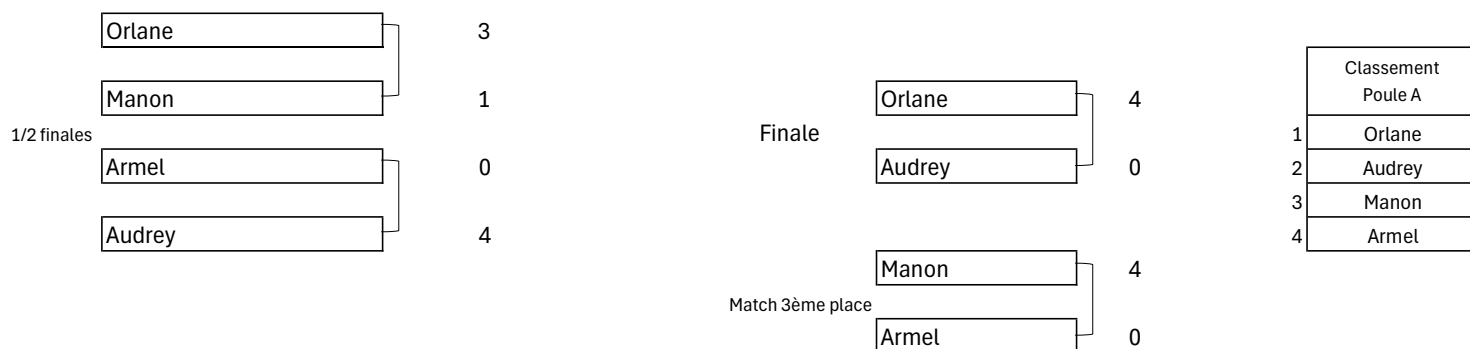 Orlane 3
Manon 1
1/2 finales
Armel 0
Audrey 4
Orlane 4
Finale
Audrey 0
Manon 4
Match 3ème place
Armel 0
Classement
Poule A
1 Orlane
2 Audrey
3 Manon
4 Armel